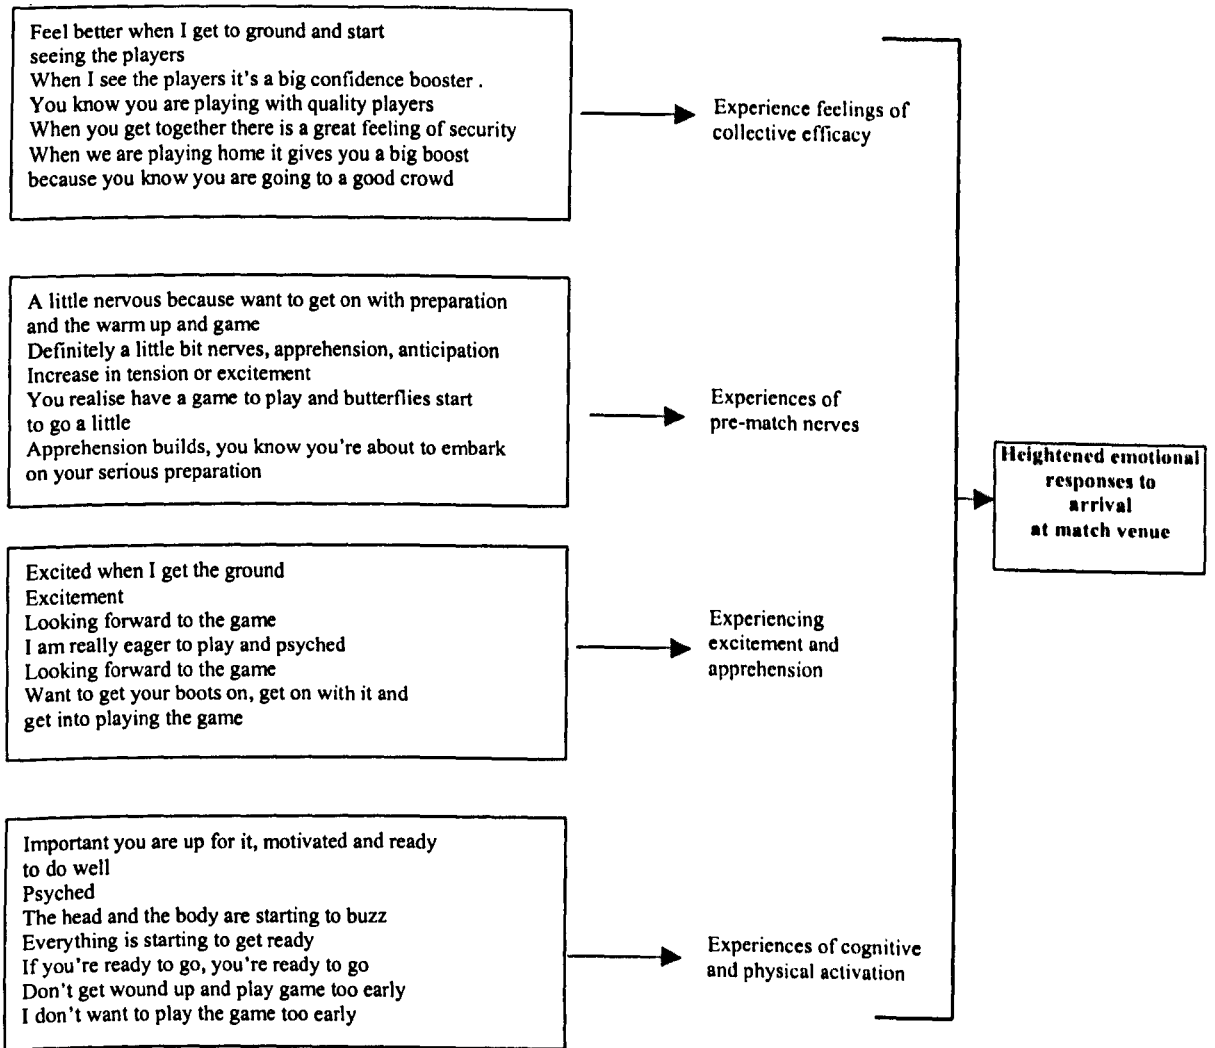 Feel better when I get to ground and start
seeing the players
When I see the players it's a big confidence booster .
You know you are playing with quality players
When you get together there is a great feeling of security
When we are playing home it gives you a big boost
because you know you are going to a good crowd
Experience feelings of
collective efficacy
A little nervous because want to get on with preparation
and the warm up and game
Definitely a little bit nerves, apprehension, anticipation
Increase in tension or excitement
You realise have a game to play and butterflies start
to go a little
Apprehension builds, you know you're about to embark
on your serious preparation
Experiences of
pre-match nerves
Excited when I get the ground
Excitement
Looking forward to the game
I am really eager to play and psyched
Looking forward to the game
Want to get your boots on, get on with it and
get into playing the game
Experiencing
excitement and
apprehension
Important you are up for it, motivated and ready
to do well
Psyched
The head and the body are starting to buzz
Everything is starting to get ready
If you're ready to go, you're ready to go
Don't get wound up and play game too early
I don't want to play the game too early
Experiences of cognitive
and physical activation
Heightened emotional
responses to
arrival
at match venue